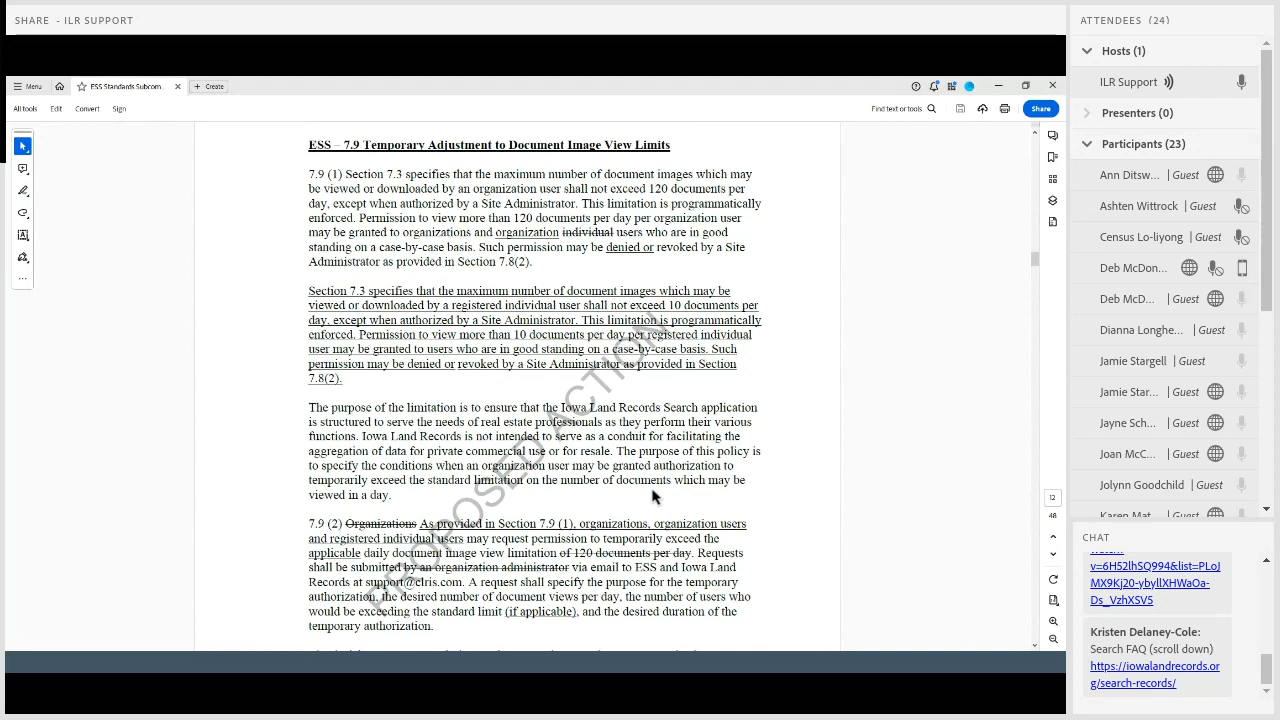 SHARE - ILR SUPPORT
Menu
ESS Standards Subcom...
Create
All tools
Edit
Convert
Sign
Find text or tools
Share
ESS – 7.9 Temporary Adjustment to Document Image View Limits
7.9 (1) Section 7.3 specifies that the maximum number of document images which may
be viewed or downloaded by an organization user shall not exceed 120 documents per
day, except when authorized by a Site Administrator. This limitation is programmatically
enforced. Permission to view more than 120 documents per day per organization user
may be granted to organizations and organization individual users who are in good
standing on a case-by-case basis. Such permission may be denied or revoked by a Site
Administrator as provided in Section 7.8(2).
Section 7.3 specifies that the maximum number of document images which may be
viewed or downloaded by a registered individual user shall not exceed 10 documents per
day, except when authorized by a Site Administrator. This limitation is programmatically
enforced. Permission to view more than 10 documents per day per registered individual
user may be granted to users who are in good standing on a case-by-case basis. Such
permission may be denied or revoked by a Site Administrator as provided in Section
7.8(2).
The purpose of the limitation is to ensure that the Iowa Land Records Search application
is structured to serve the needs of real estate professionals as they perform their various
functions. Iowa Land Records is not intended to serve as a conduit for facilitating the
aggregation of data for private commercial use or for resale. The purpose of this policy is
to specify the conditions when an organization user may be granted authorization to
temporarily exceed the standard limitation on the number of documents which may be
viewed in a day.
7.9 (2) Organizations As provided in Section 7.9 (1), organizations, organization users
and registered individual users may request permission to temporarily exceed the
applicable daily document image view limitation of 120 documents per day. Requests
shall be submitted by an organization administrator via email to ESS and Iowa Land
Records at support@clris.com. A request shall specify the purpose for the temporary
authorization, the desired number of document views per day, the number of users who
would be exceeding the standard limit (if applicable), and the desired duration of the
temporary authorization.
PROPOSED ACTION
12
48
ATTENDEES (24)
Hosts (1)
ILR Support
Presenters (0)
Participants (23)
Ann Ditsw... | Guest
Ashten Wittrock | Guest
Census Lo-liyong | Guest
Deb McDon...
Deb McD... | Guest
Dianna Longhe... | Guest
Jamie Stargell | Guest
Jamie Star... | Guest
Jayne Sch... | Guest
Joan McC... | Guest
Jolynn Goodchild | Guest
Karen Mat... | Guest
CHAT
v=6H52lhSQ994&list=PLoJ
MX9Kj20-ybyllXHWaOa-
Ds_VzhXSV5
Kristen Delaney-Cole:
Search FAQ (scroll down)
https://iowalandrecords.or
g/search-records/